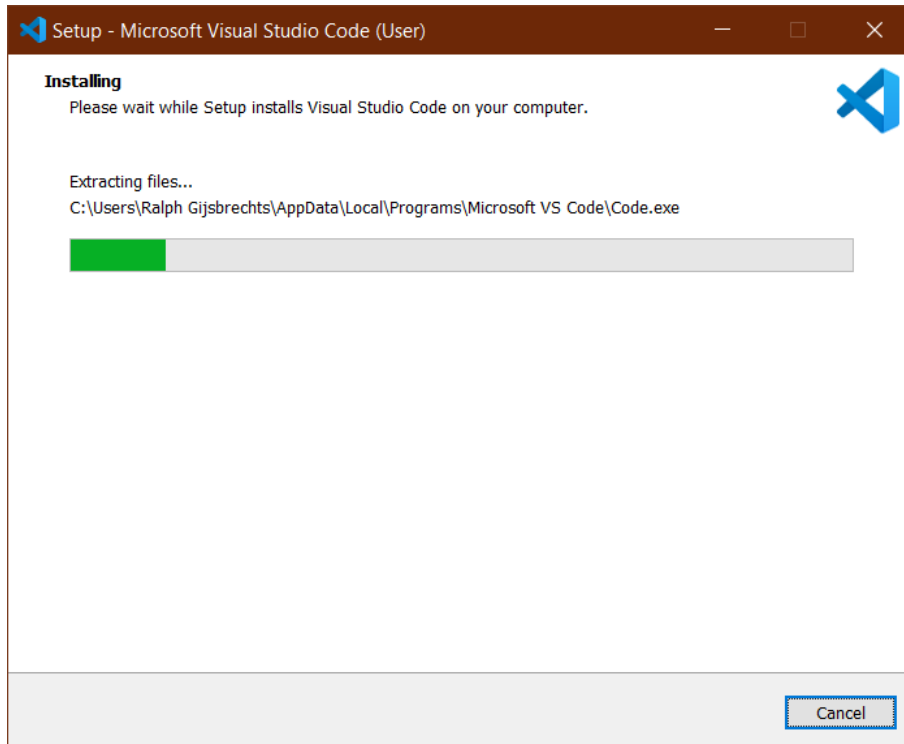 Setup - Microsoft Visual Studio Code (User)
Installing
Please wait while Setup installs Visual Studio Code on your computer.
Extracting files...
C:\Users\Ralph Gijsbrechts\AppData\Local\Programs\Microsoft VS Code\Code.exe
Cancel